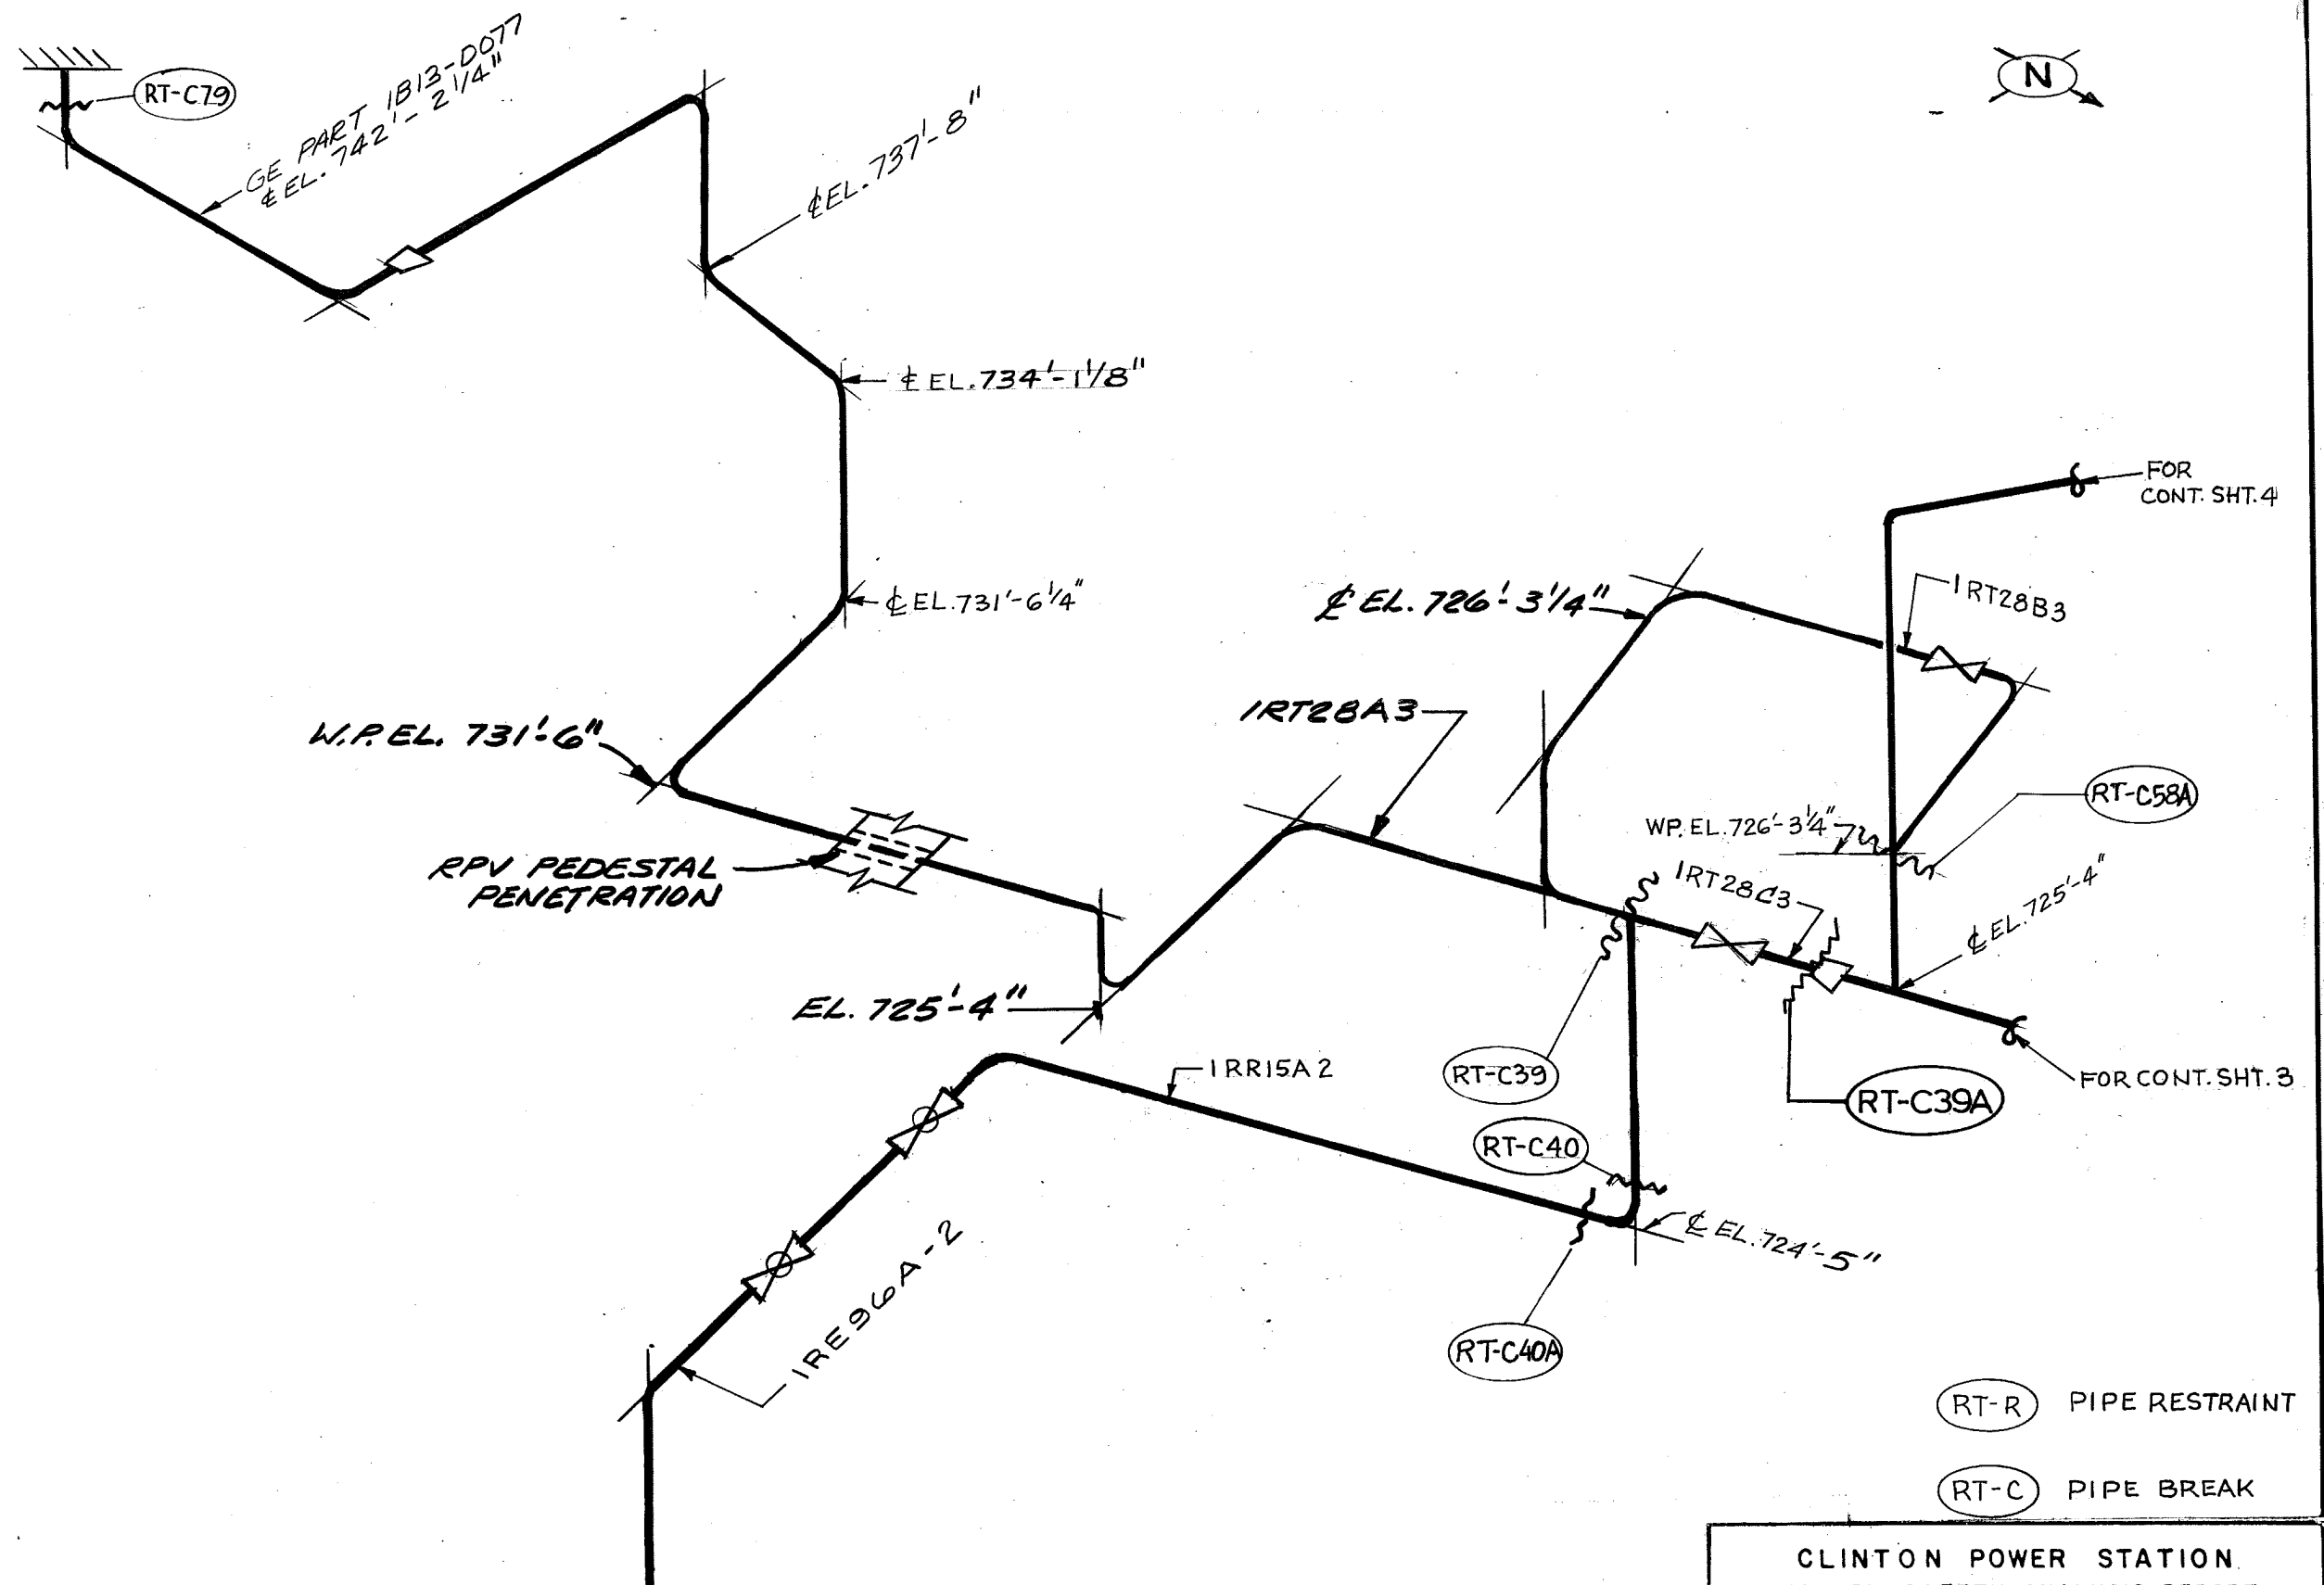 RT-C79
GE PART 1B13-D077
℄ EL. 742'-2 1/4"
N
℄ EL. 737'-8"
℄ EL. 734'-1 1/8"
FOR
CONT. SHT. 4
℄ EL. 731'-6 1/4"
℄ EL. 726'-3 1/4"
1RT28B3
W.P. EL. 731'-6"
1RT28A3
RT-C58A
WP. EL. 726'-3 1/4"
RPV PEDESTAL
PENETRATION
1RT28C3
℄ EL. 725'-4"
EL. 725'-4"
1RR15A2
RT-C39
FOR CONT. SHT. 3
RT-C39A
RT-C40
℄ EL. 724'-5"
1RE96A-2
RT-C40A
RT-R PIPE RESTRAINT
RT-C PIPE BREAK
CLINTON POWER STATION